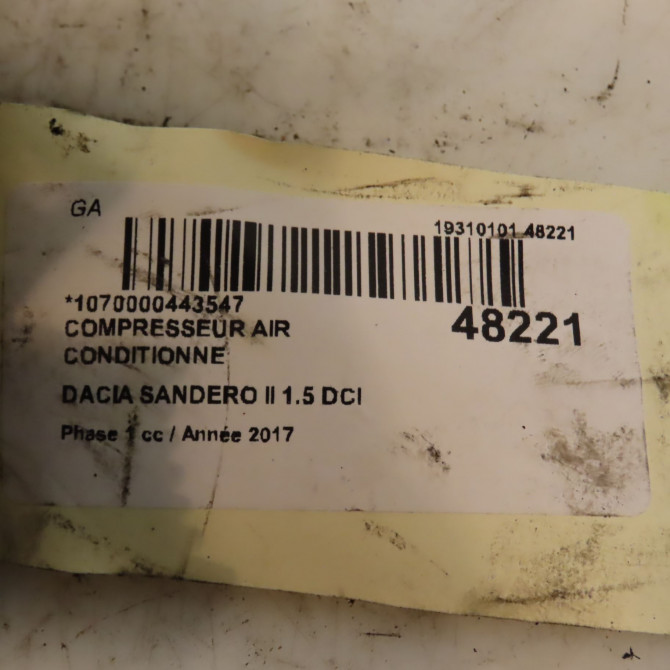 GA
19310101 48221
*1070000443547
48221
COMPRESSEUR AIR
CONDITIONNE
DACIA SANDERO II 1.5 DCI
Phase 1 cc / Année 2017